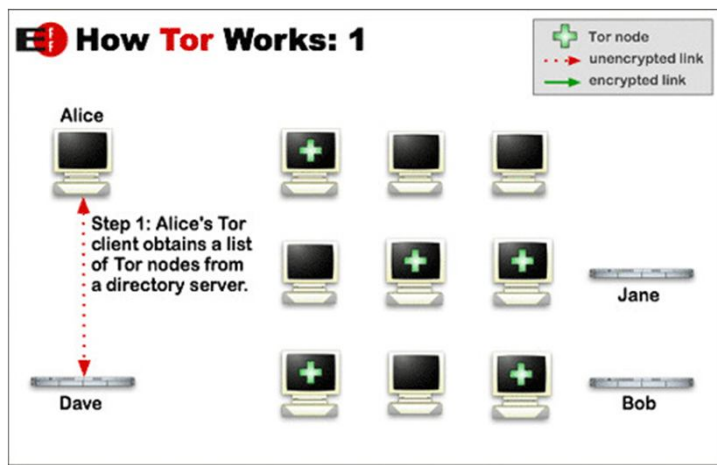 EFF How Tor Works: 1
Tor node
unencrypted link
encrypted link
Alice
Step 1: Alice's Tor
client obtains a list
of Tor nodes from
a directory server.
Jane
Dave
Bob